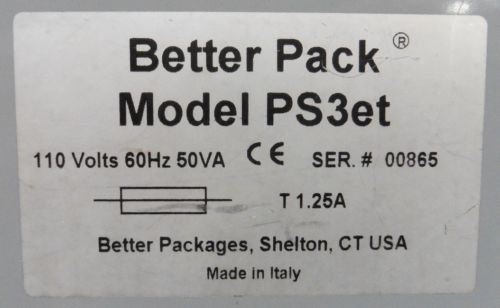 Better Pack ®
Model PS3et
110 Volts 60Hz 50VA CE SER. # 00865
T 1.25A
Better Packages, Shelton, CT USA
Made in Italy